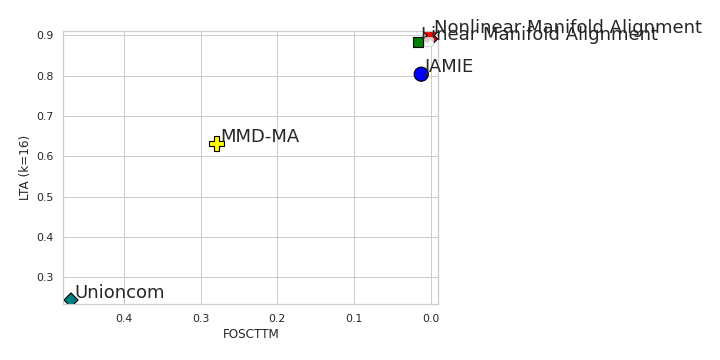 Nonlinear Manifold Alignment
Linear Manifold Alignment
JAMIE
MMD-MA
Unioncom
LTA (k=16)
0.9
0.8
0.7
0.6
0.5
0.4
0.3
0.4 0.3 0.2 0.1 0.0
FOSCTTM